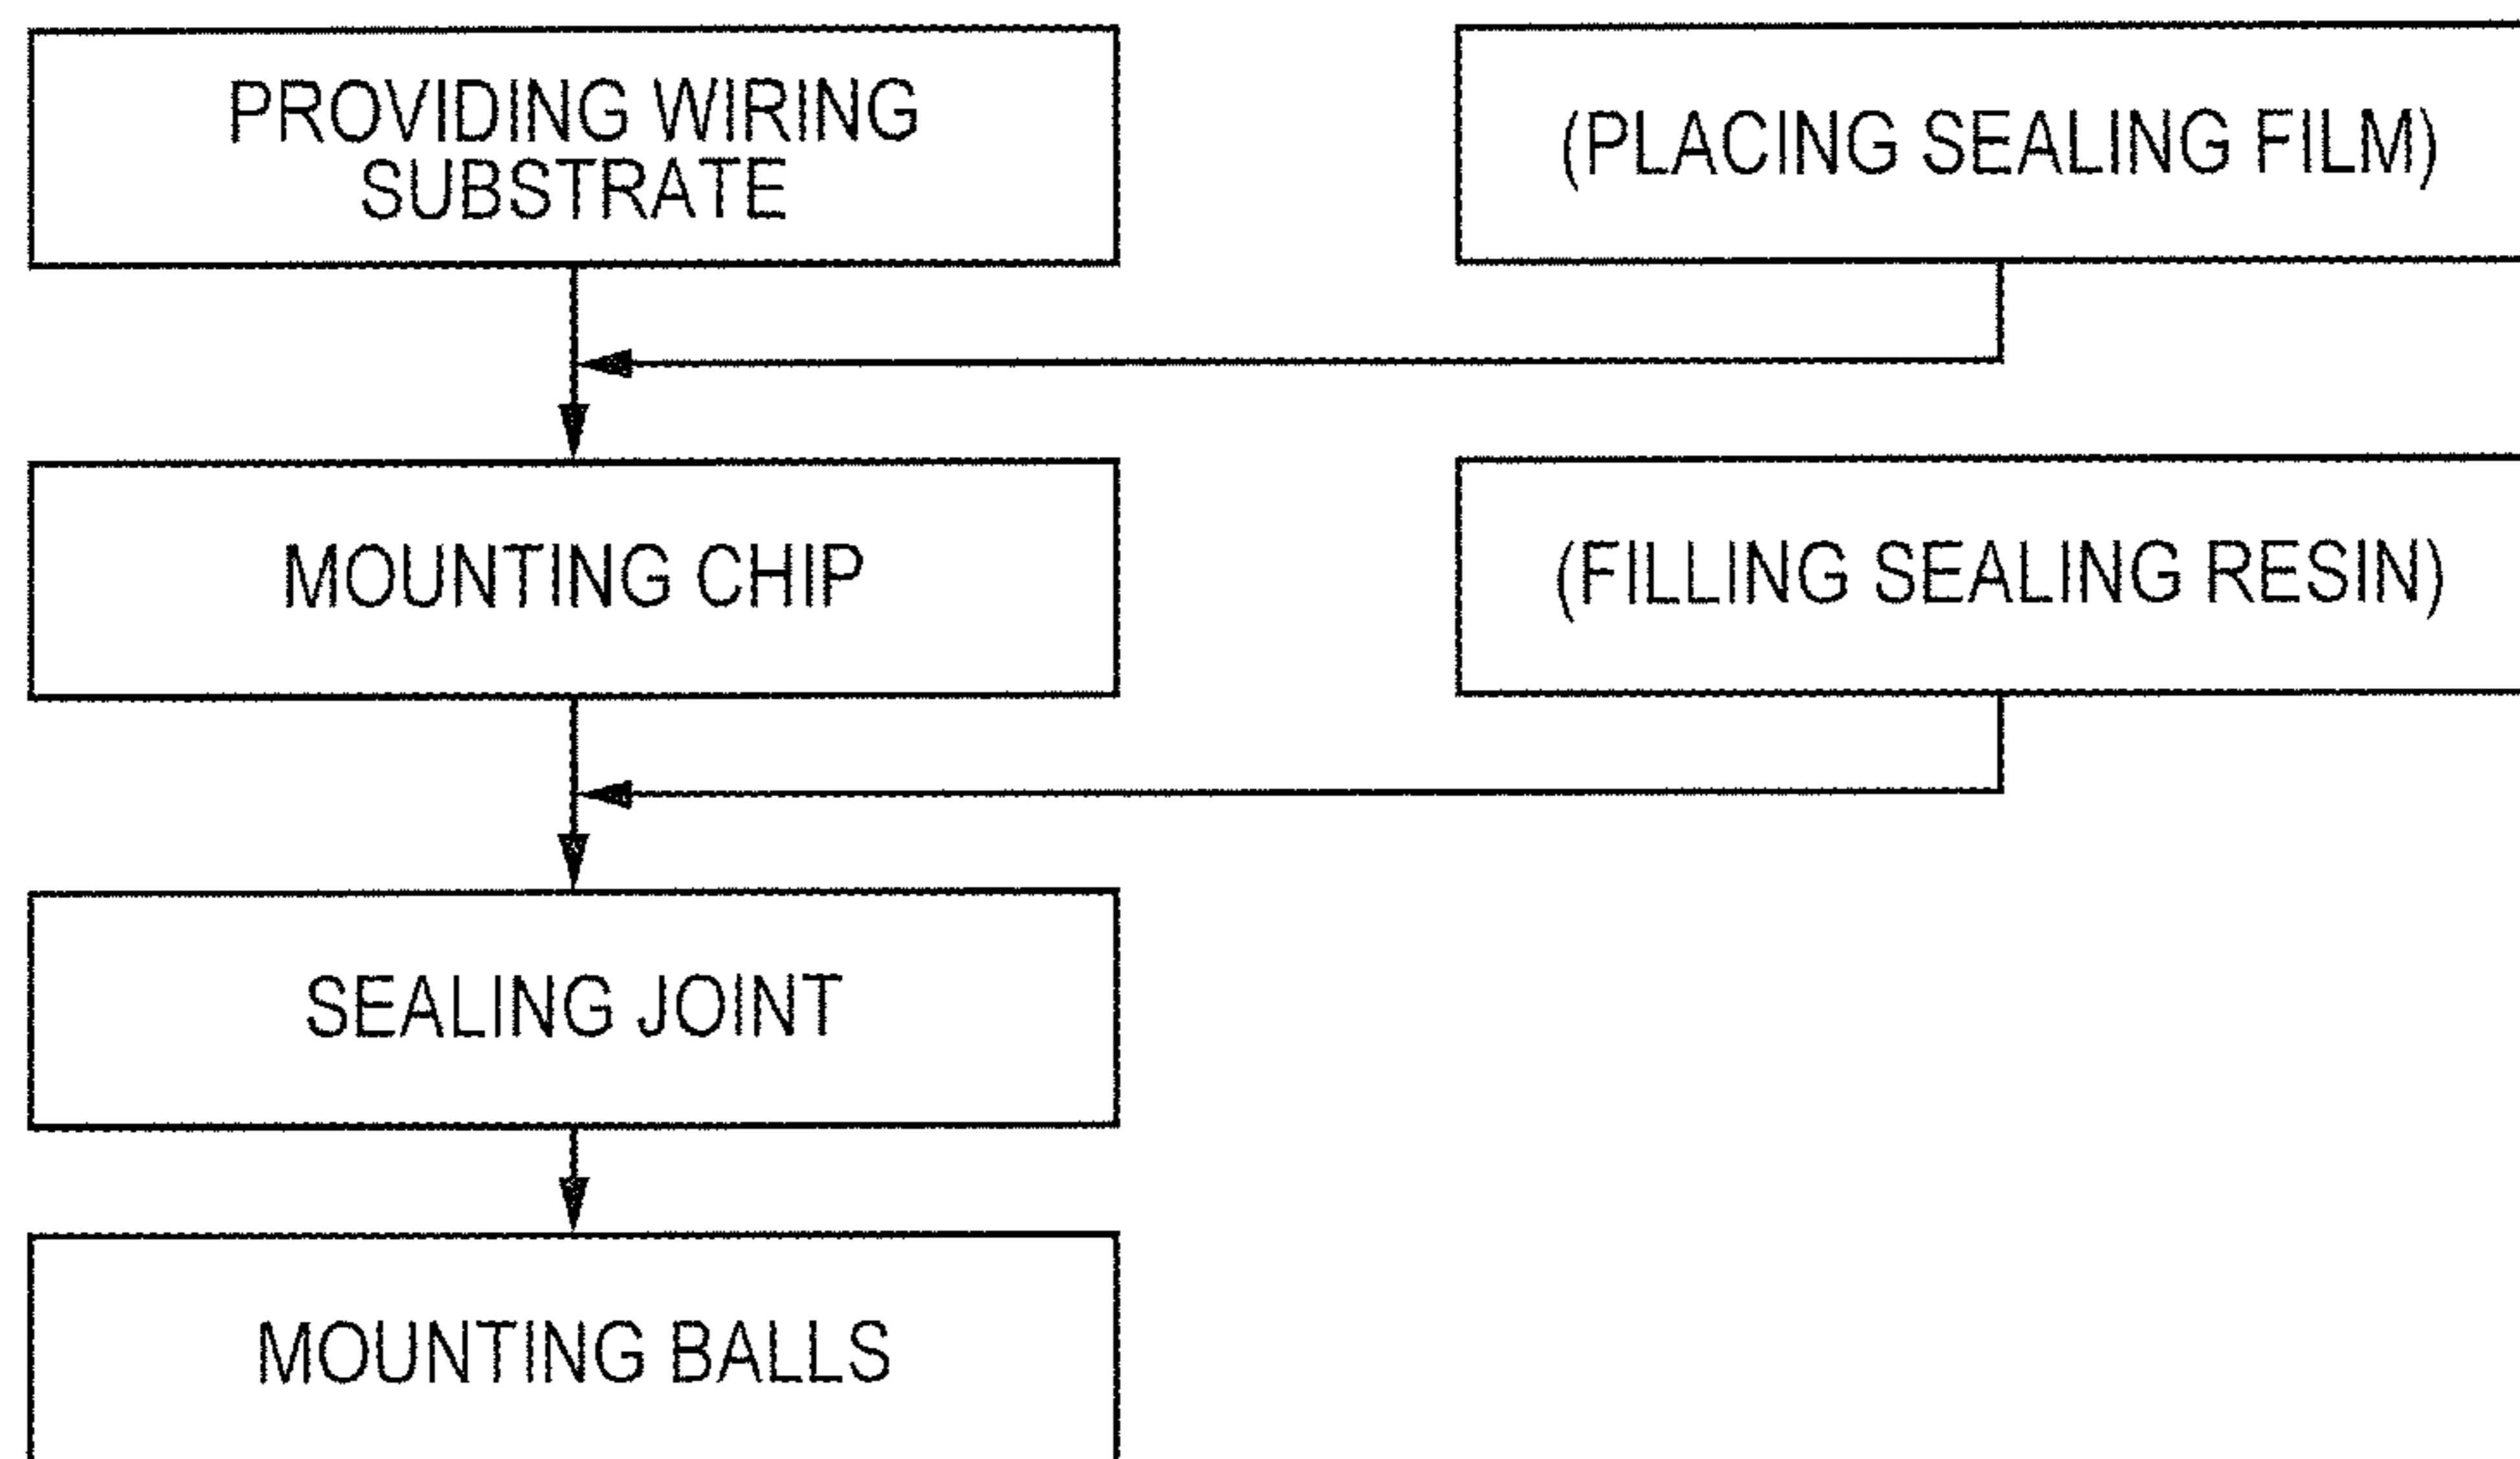 PROVIDING WIRING
SUBSTRATE
(PLACING SEALING FILM)
MOUNTING CHIP
(FILLING SEALING RESIN)
SEALING JOINT
MOUNTING BALLS